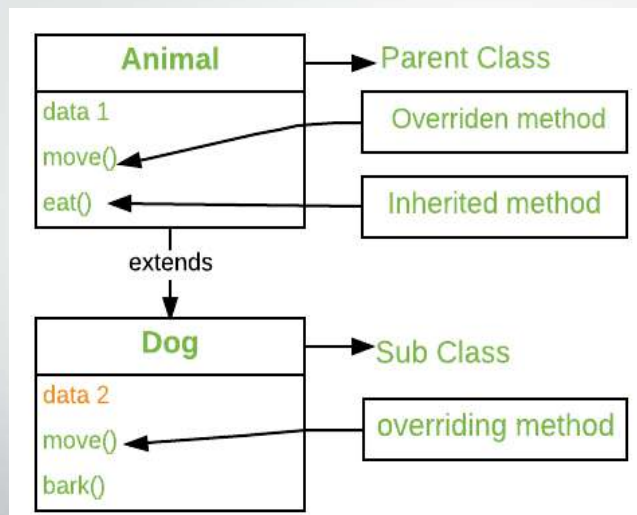 Animal
Parent Class
data 1
Overriden method
move()
eat()
Inherited method
extends
Dog
Sub Class
data 2
move()
overriding method
bark()